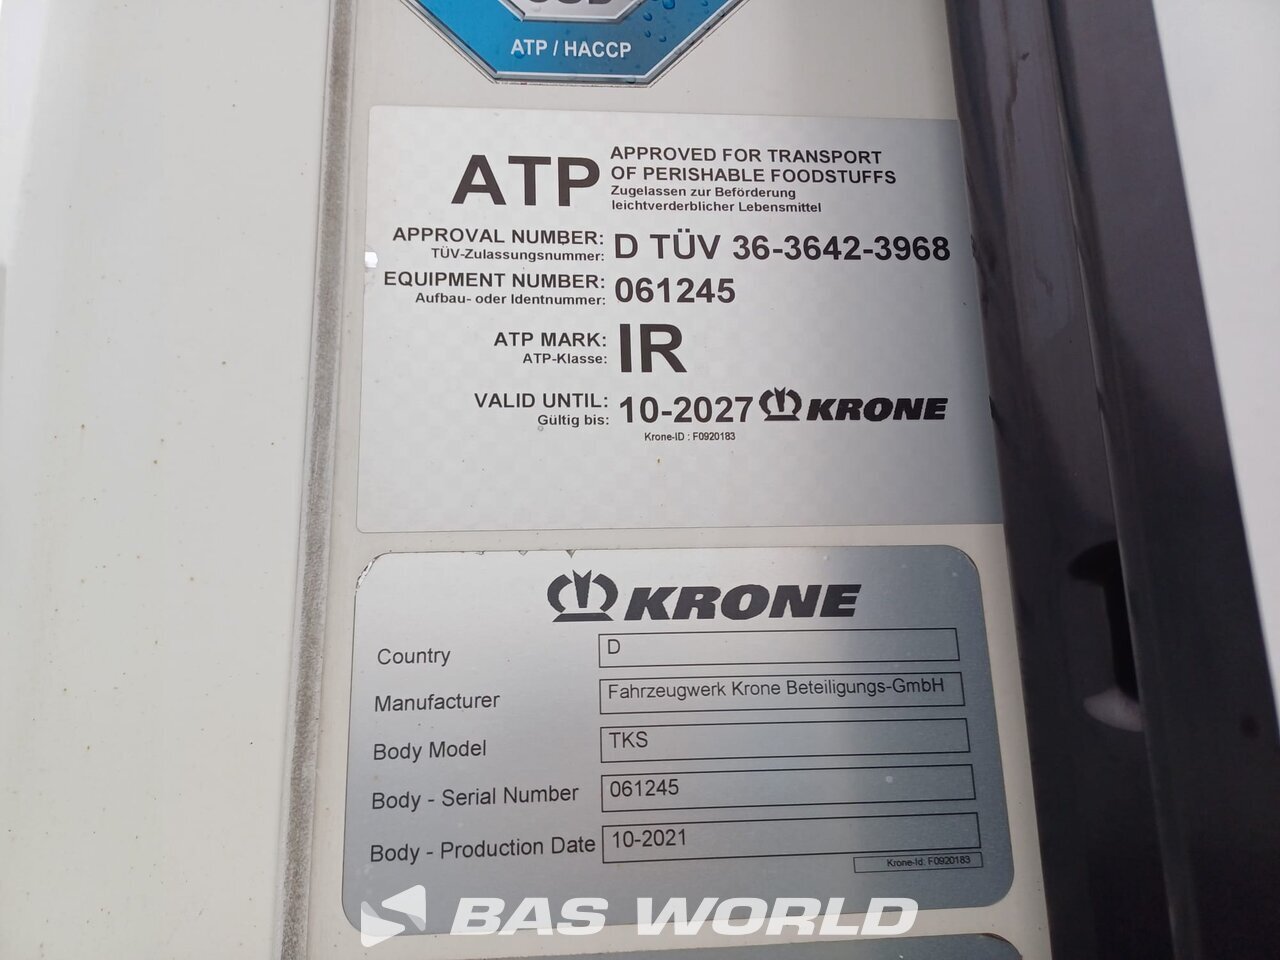 ATP / HACCP
ATP
APPROVED FOR TRANSPORT
OF PERISHABLE FOODSTUFFS
Zugelassen zur Beförderung
leichtverderblicher Lebensmittel
APPROVAL NUMBER: D TÜV 36-3642-3968
TÜV-Zulassungsnummer:
EQUIPMENT NUMBER: 061245
Aufbau- oder Identnummer:
ATP MARK: IR
ATP-Klasse:
VALID UNTIL: 10-2027 KRONE
Gültig bis:
Krone-ID : F0920183
KRONE
Country D
Manufacturer Fahrzeugwerk Krone Beteiligungs-GmbH
Body Model TKS
Body - Serial Number 061245
Body - Production Date 10-2021
Krone-Id: F0920183
BAS WORLD